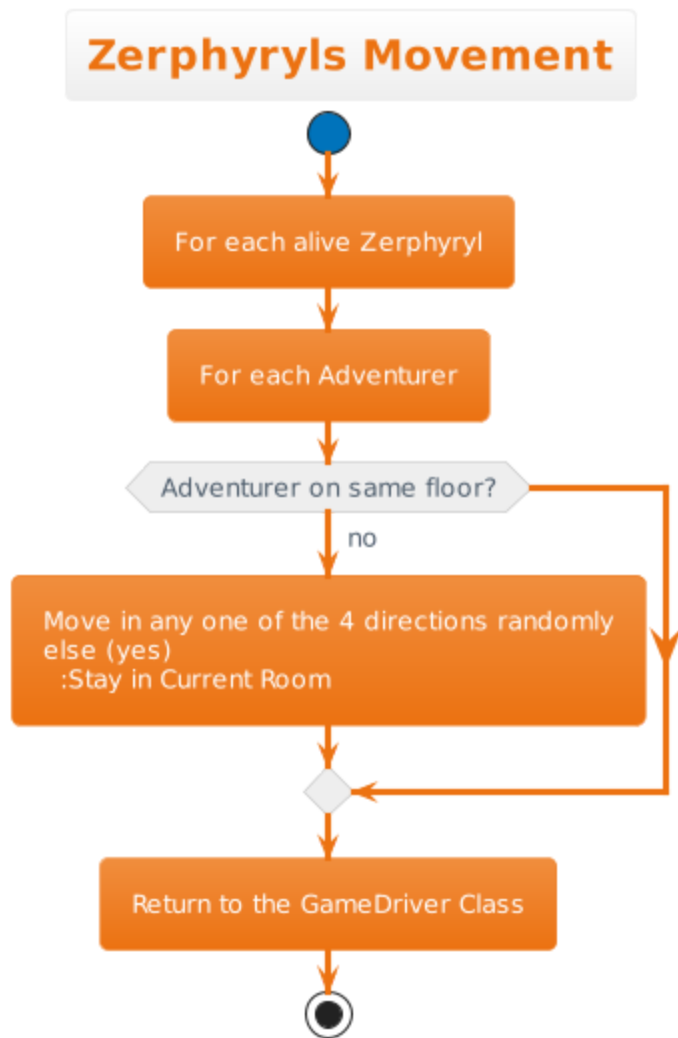 Zerphyryls Movement
For each alive Zerphyryl
For each Adventurer
Adventurer on same floor?
no
Move in any one of the 4 directions randomly
else (yes)
:Stay in Current Room
Return to the GameDriver Class